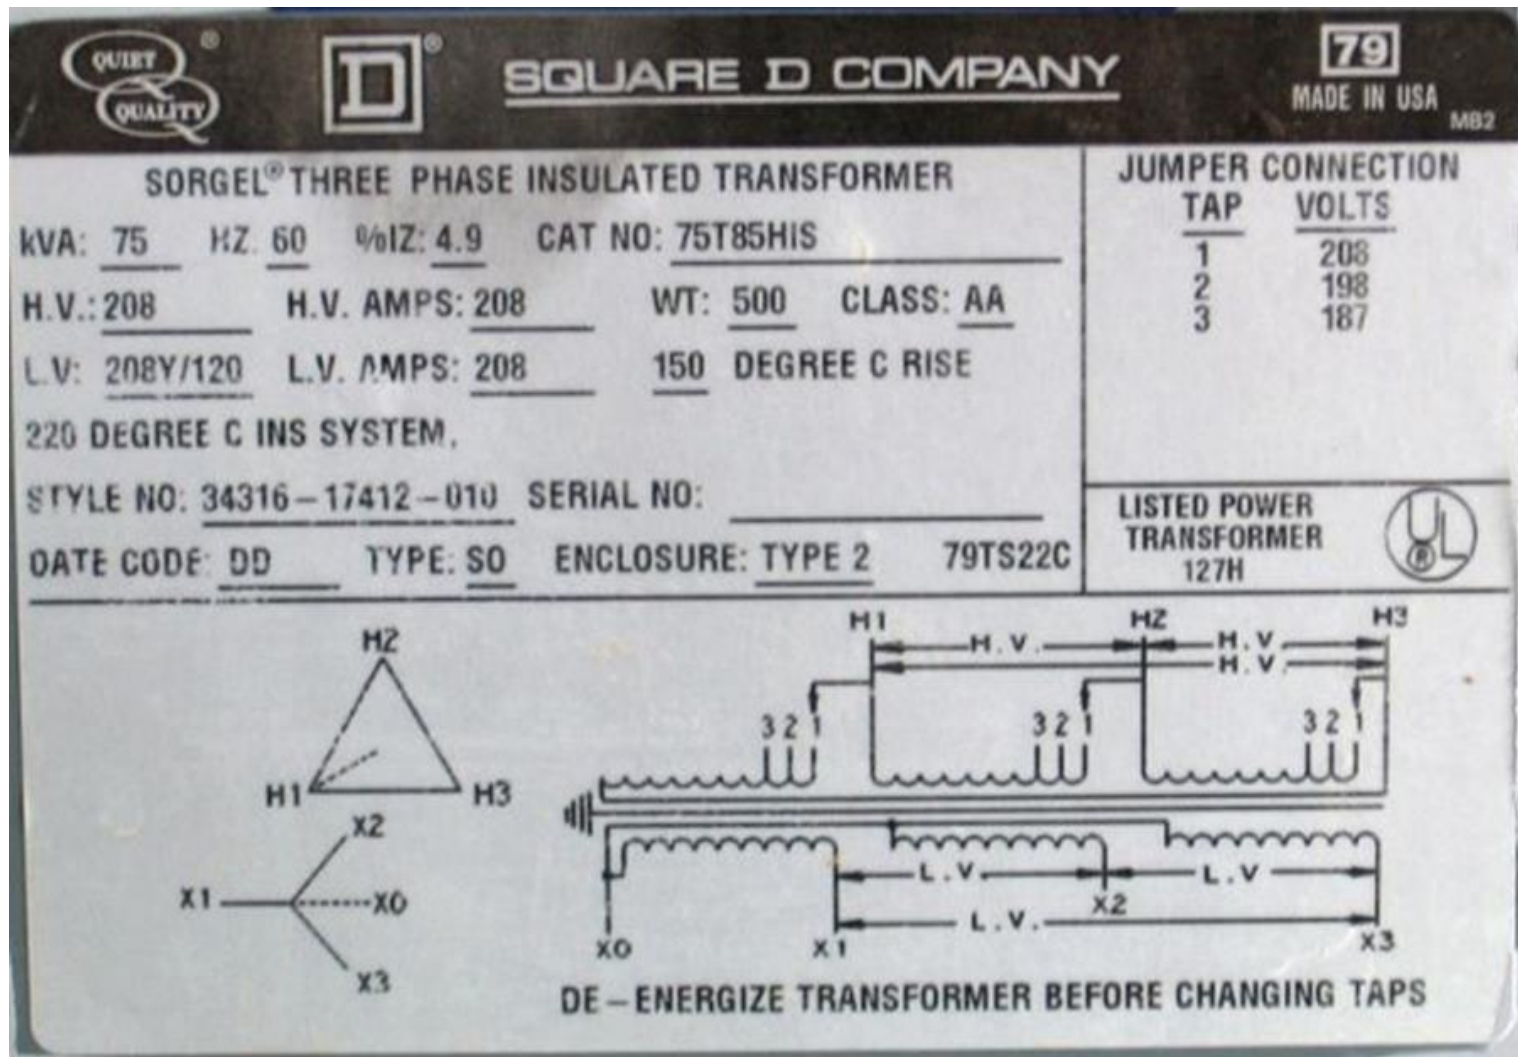 QUIET
QUALITY
®
D
®
SQUARE D COMPANY
79
MADE IN USA
MB2
SORGEL® THREE PHASE INSULATED TRANSFORMER
kVA: 75 HZ. 60 %IZ: 4.9 CAT NO: 75T85HIS
H.V.: 208 H.V. AMPS: 208 WT: 500 CLASS: AA
L.V: 208Y/120 L.V. AMPS: 208 150 DEGREE C RISE
220 DEGREE C INS SYSTEM,
STYLE NO: 34316-17412-010 SERIAL NO:
DATE CODE: DD TYPE: SO ENCLOSURE: TYPE 2 79TS22C
JUMPER CONNECTION
TAP VOLTS
1 208
2 198
3 187
LISTED POWER
TRANSFORMER
127H
UL
®
H2
H1 H3
X2
X1 X0
X3
H1 H2 H3
H.V. H.V.
H.V.
3 2 1 3 2 1 3 2 1
L.V. L.V
X2
L.V.
X0 X1 X3
DE-ENERGIZE TRANSFORMER BEFORE CHANGING TAPS